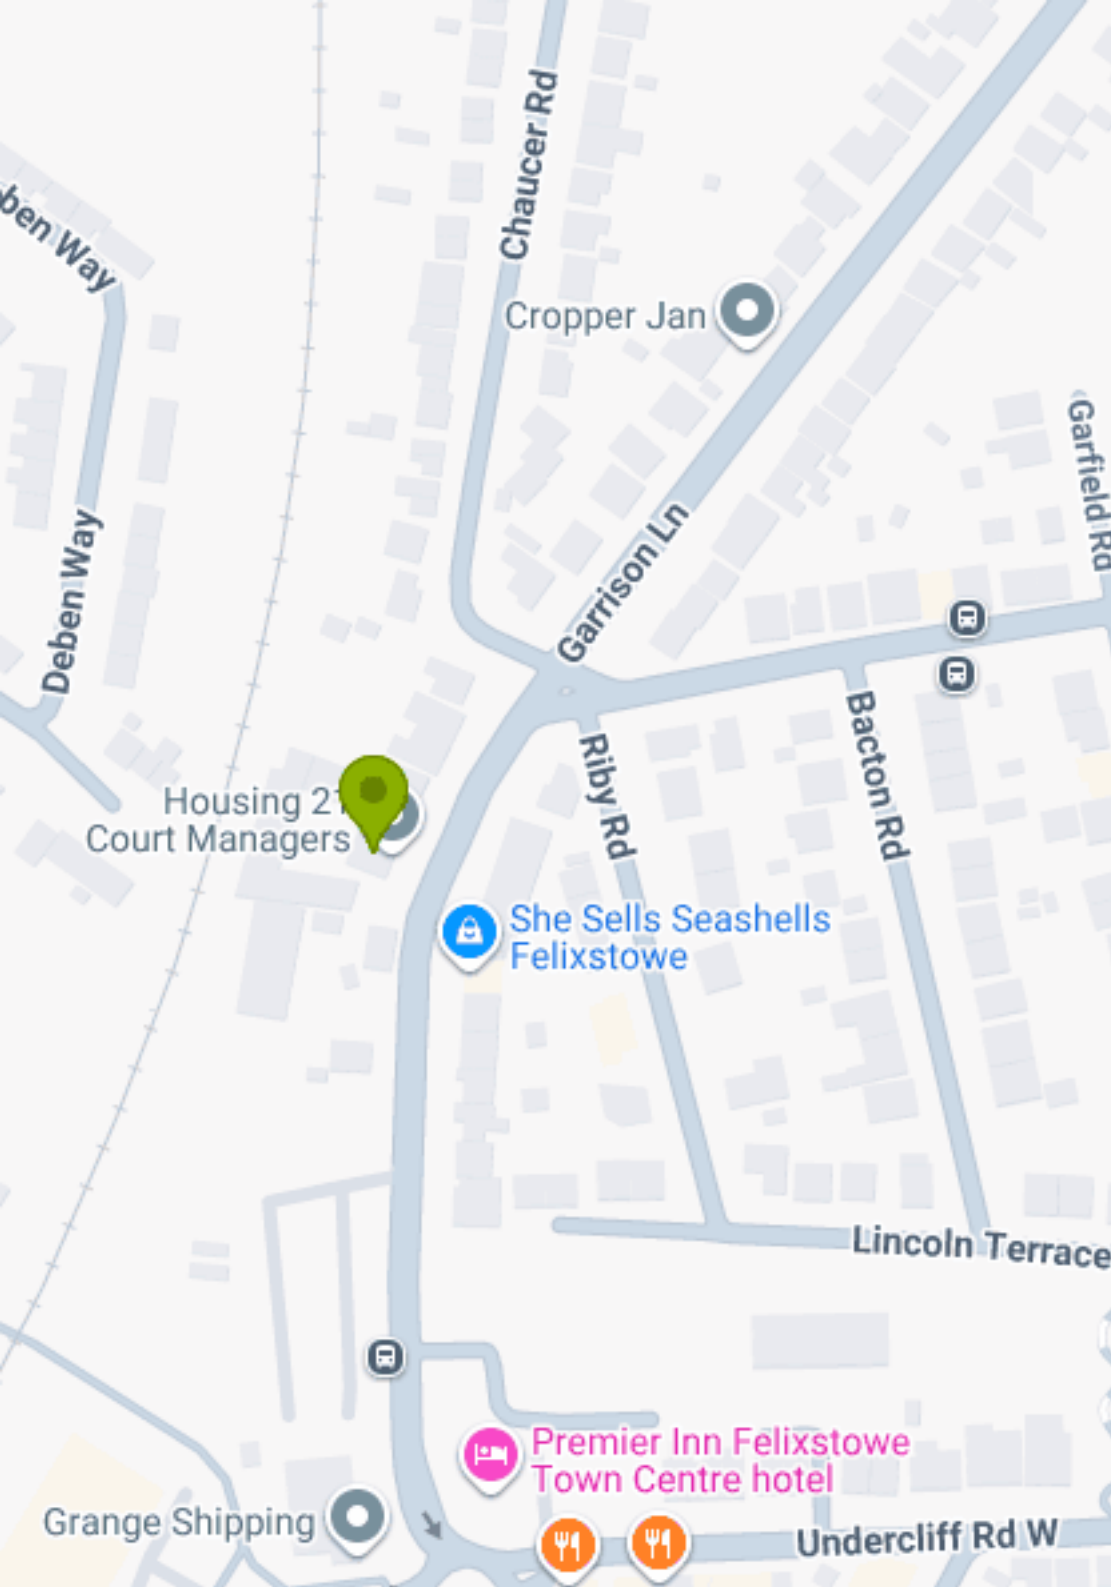 Chaucer Rd
ben Way
Cropper Jan
Garfield Rd
Garrison Ln
Deben Way
Bacton Rd
Riby Rd
Housing 21
Court Managers
She Sells Seashells
Felixstowe
Lincoln Terrace
Premier Inn Felixstowe
Town Centre hotel
Grange Shipping
Undercliff Rd W